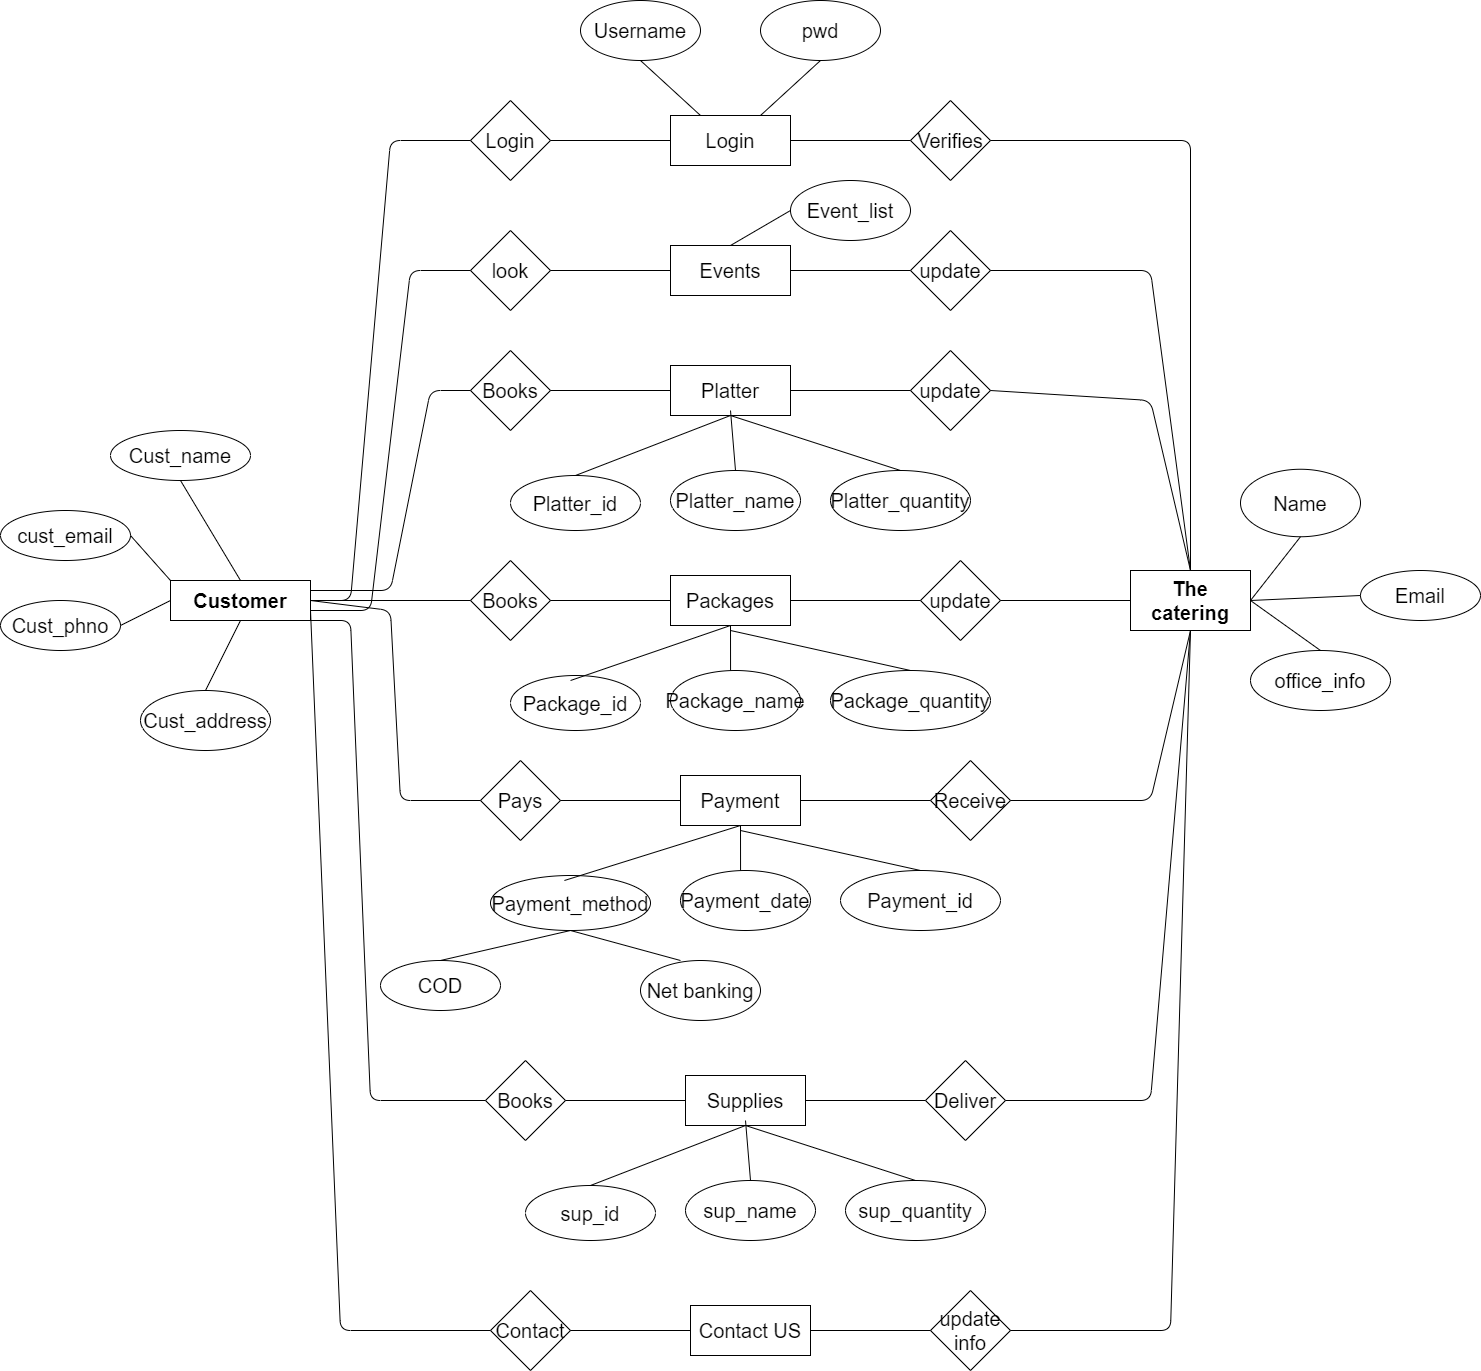 Username
pwd
Login
Login
Verifies
Event_list
look
Events
update
Books
Platter
update
Platter_id
Platter_name
Platter_quantity
Cust_name
cust_email
Cust_phno
Customer
Cust_address
Books
Packages
update
The
catering
Name
Email
office_info
Package_id
Package_name
Package_quantity
Pays
Payment
Receive
Payment_method
Payment_date
Payment_id
COD
Net banking
Books
Supplies
Deliver
sup_id
sup_name
sup_quantity
Contact
Contact US
update
info